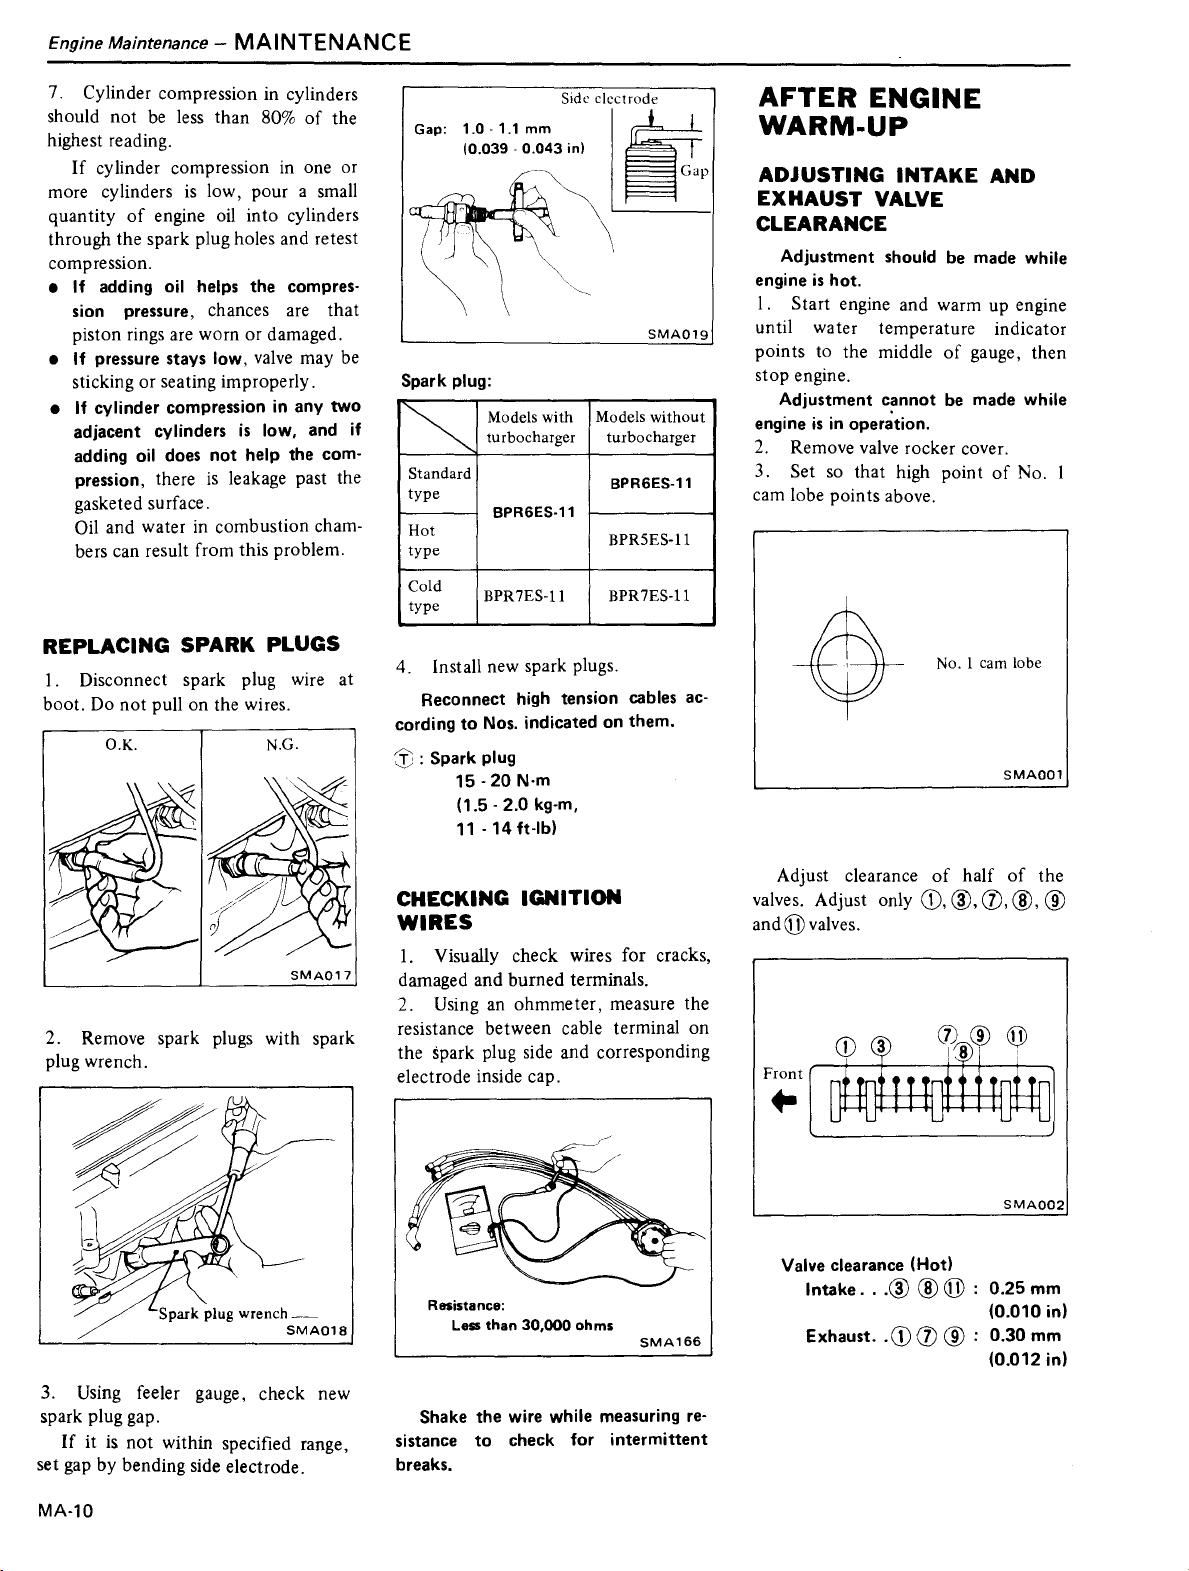 Engine Maintenance – MAINTENANCE
7. Cylinder compression in cylinders
should not be less than 80% of the
highest reading.
If cylinder compression in one or
more cylinders is low, pour a small
quantity of engine oil into cylinders
through the spark plug holes and retest
compression.
● If adding oil helps the compres-
sion pressure, chances are that
piston rings are worn or damaged.
● If pressure stays low, valve may be
sticking or seating improperly.
● If cylinder compression in any two
adjacent cylinders is low, and if
adding oil does not help the com-
pression, there is leakage past the
gasketed surface.
Oil and water in combustion cham-
bers can result from this problem.
REPLACING SPARK PLUGS
1. Disconnect spark plug wire at
boot. Do not pull on the wires.
O.K.
N.G.
SMA017
2. Remove spark plugs with spark
plug wrench.
Spark plug wrench
SMA018
3. Using feeler gauge, check new
spark plug gap.
If it is not within specified range,
set gap by bending side electrode.
MA-10
Side electrode
Gap: 1.0 - 1.1 mm
(0.039 - 0.043 in)
Gap
SMA019
Spark plug:
Models with turbocharger
Models without turbocharger
Standard type
BPR6ES-11
BPR6ES-11
Hot type
BPR5ES-11
Cold type
BPR7ES-11
BPR7ES-11
4. Install new spark plugs.
Reconnect high tension cables ac-
cording to Nos. indicated on them.
Ⓣ : Spark plug
15 - 20 N·m
(1.5 - 2.0 kg-m,
11 - 14 ft-lb)
CHECKING IGNITION
WIRES
1. Visually check wires for cracks,
damaged and burned terminals.
2. Using an ohmmeter, measure the
resistance between cable terminal on
the spark plug side and corresponding
electrode inside cap.
Resistance:
Less than 30,000 ohms
SMA166
Shake the wire while measuring re-
sistance to check for intermittent
breaks.
AFTER ENGINE
WARM-UP
ADJUSTING INTAKE AND
EXHAUST VALVE
CLEARANCE
Adjustment should be made while
engine is hot.
1. Start engine and warm up engine
until water temperature indicator
points to the middle of gauge, then
stop engine.
Adjustment cannot be made while
engine is in operation.
2. Remove valve rocker cover.
3. Set so that high point of No. 1
cam lobe points above.
No. 1 cam lobe
SMA001
Adjust clearance of half of the
valves. Adjust only ①, ③, ⑦, ⑧, ⑨
and ⑪ valves.
① ③ ⑦ ⑧ ⑨ ⑪
Front
SMA002
Valve clearance (Hot)
Intake. . .③ ⑧ ⑪ : 0.25 mm
(0.010 in)
Exhaust. .① ⑦ ⑨ : 0.30 mm
(0.012 in)